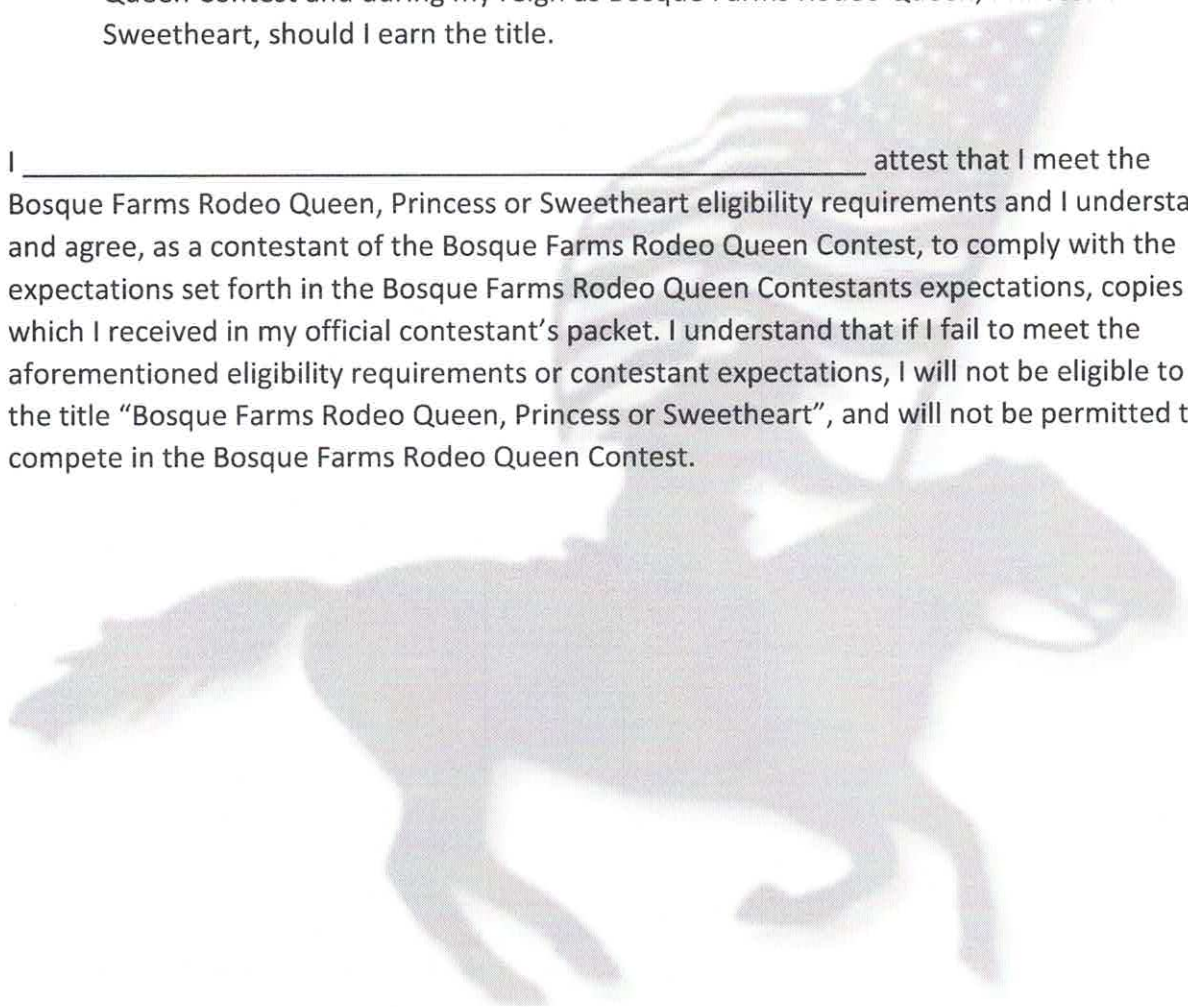 Sweetheart, should I earn the title.
I ______________________________ attest that I meet the
Bosque Farms Rodeo Queen, Princess or Sweetheart eligibility requirements and I understa
and agree, as a contestant of the Bosque Farms Rodeo Queen Contest, to comply with the
expectations set forth in the Bosque Farms Rodeo Queen Contestants expectations, copies
which I received in my official contestant's packet. I understand that if I fail to meet the
aforementioned eligibility requirements or contestant expectations, I will not be eligible to
the title “Bosque Farms Rodeo Queen, Princess or Sweetheart”, and will not be permitted t
compete in the Bosque Farms Rodeo Queen Contest.